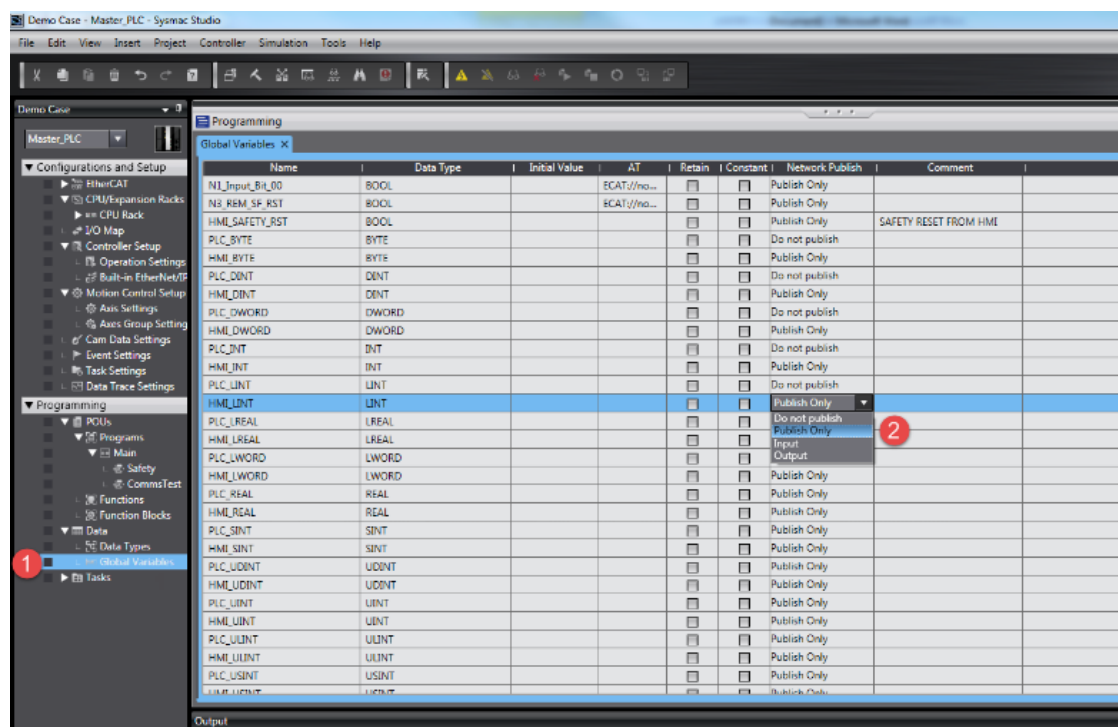 Demo Case - Master_PLC - Sysmac Studio
File Edit View Insert Project Controller Simulation Tools Help
Demo Case
Master_PLC
Configurations and Setup
EtherCAT
CPU/Expansion Racks
CPU Rack
I/O Map
Controller Setup
Operation Settings
Built-in EtherNet/IP
Motion Control Setup
Axis Settings
Axes Group Setting
Cam Data Settings
Event Settings
Task Settings
Data Trace Settings
Programming
POUs
Programs
Main
Safety
CommsTest
Functions
Function Blocks
Data
Data Types
1
Global Variables
Tasks
Programming
Global Variables X
Name Data Type Initial Value AT Retain Constant Network Publish Comment
N1_Input_Bit_00 BOOL ECAT://no... Publish Only
N3_REM_SF_RST BOOL ECAT://no... Publish Only
HMI_SAFETY_RST BOOL Publish Only SAFETY RESET FROM HMI
PLC_BYTE BYTE Do not publish
HMI_BYTE BYTE Publish Only
PLC_DINT DINT Do not publish
HMI_DINT DINT Publish Only
PLC_DWORD DWORD Do not publish
HMI_DWORD DWORD Publish Only
PLC_INT INT Do not publish
HMI_INT INT Publish Only
PLC_LINT LINT Do not publish
HMI_LINT LINT Publish Only
PLC_LREAL LREAL Do not publish
HMI_LREAL LREAL Publish Only 2
Input
PLC_LWORD LWORD Output
HMI_LWORD LWORD Publish Only
PLC_REAL REAL Publish Only
HMI_REAL REAL Publish Only
PLC_SINT SINT Publish Only
HMI_SINT SINT Publish Only
PLC_UDINT UDINT Publish Only
HMI_UDINT UDINT Publish Only
PLC_UINT UINT Publish Only
HMI_UINT UINT Publish Only
PLC_ULINT ULINT Publish Only
HMI_ULINT ULINT Publish Only
PLC_USINT USINT Publish Only
HMI_USINT USINT Publish Only
Output